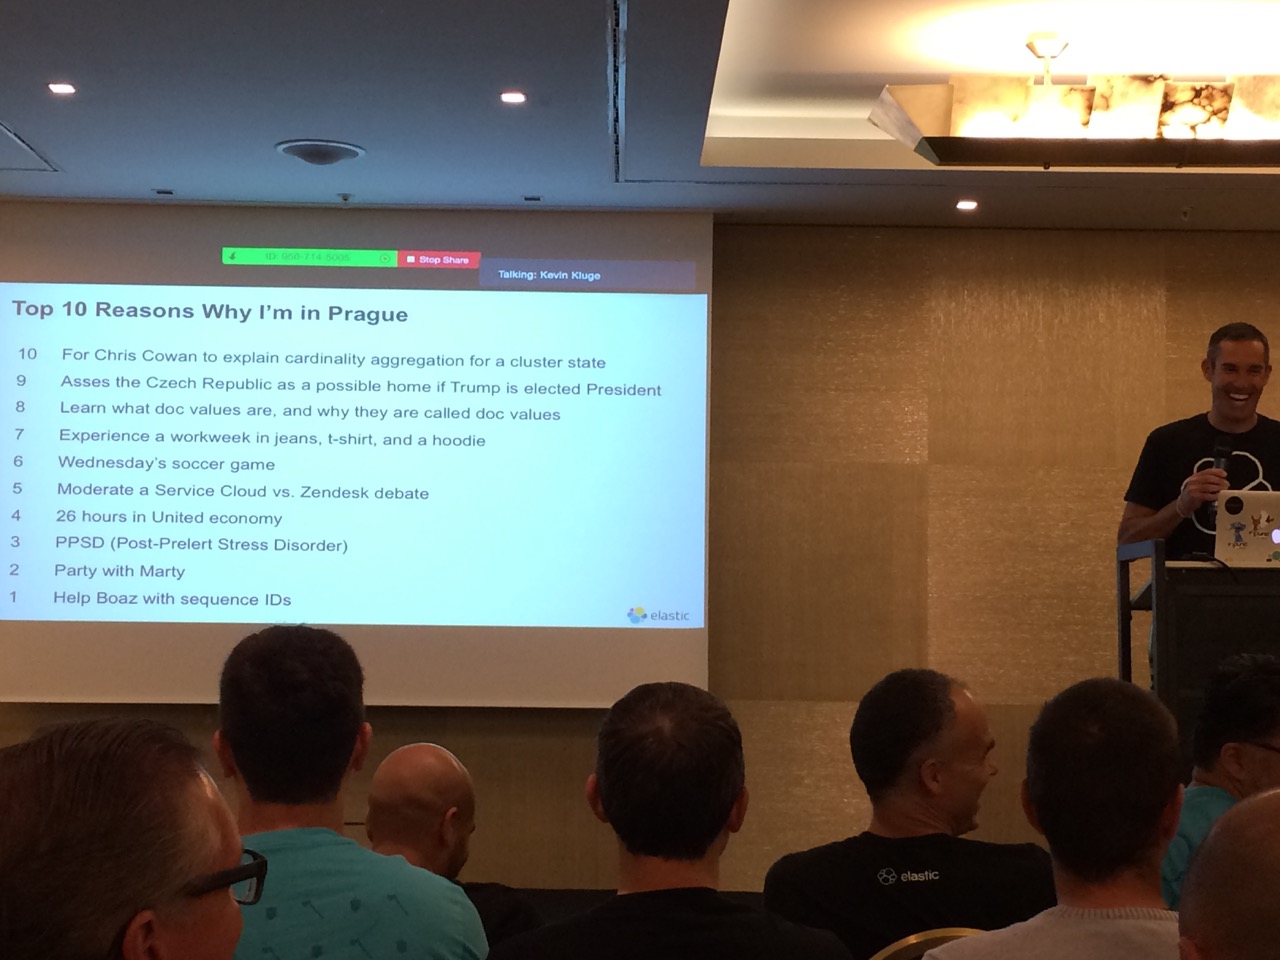 ID: 960-714-5005
Stop Share
Talking: Kevin Kluge
Top 10 Reasons Why I'm in Prague
10 For Chris Cowan to explain cardinality aggregation for a cluster state
9 Asses the Czech Republic as a possible home if Trump is elected President
8 Learn what doc values are, and why they are called doc values
7 Experience a workweek in jeans, t-shirt, and a hoodie
6 Wednesday's soccer game
5 Moderate a Service Cloud vs. Zendesk debate
4 26 hours in United economy
3 PPSD (Post-Prelert Stress Disorder)
2 Party with Marty
1 Help Boaz with sequence IDs
elastic
elastic